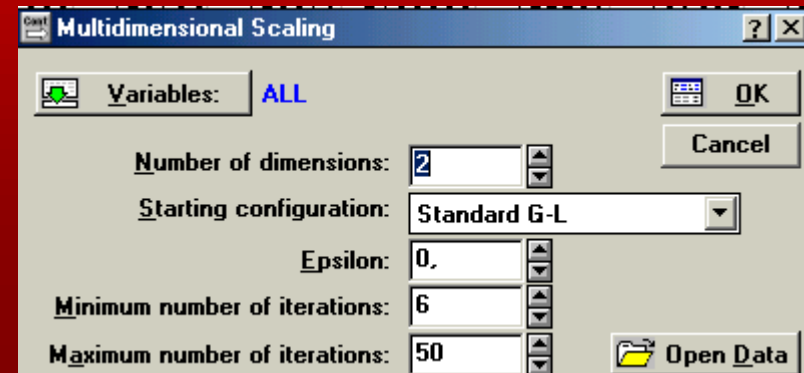 Multidimensional Scaling
Variables: ALL
OK
Cancel
Number of dimensions: 2
Starting configuration: Standard G-L
Epsilon: 0,
Minimum number of iterations: 6
Maximum number of iterations: 50
Open Data